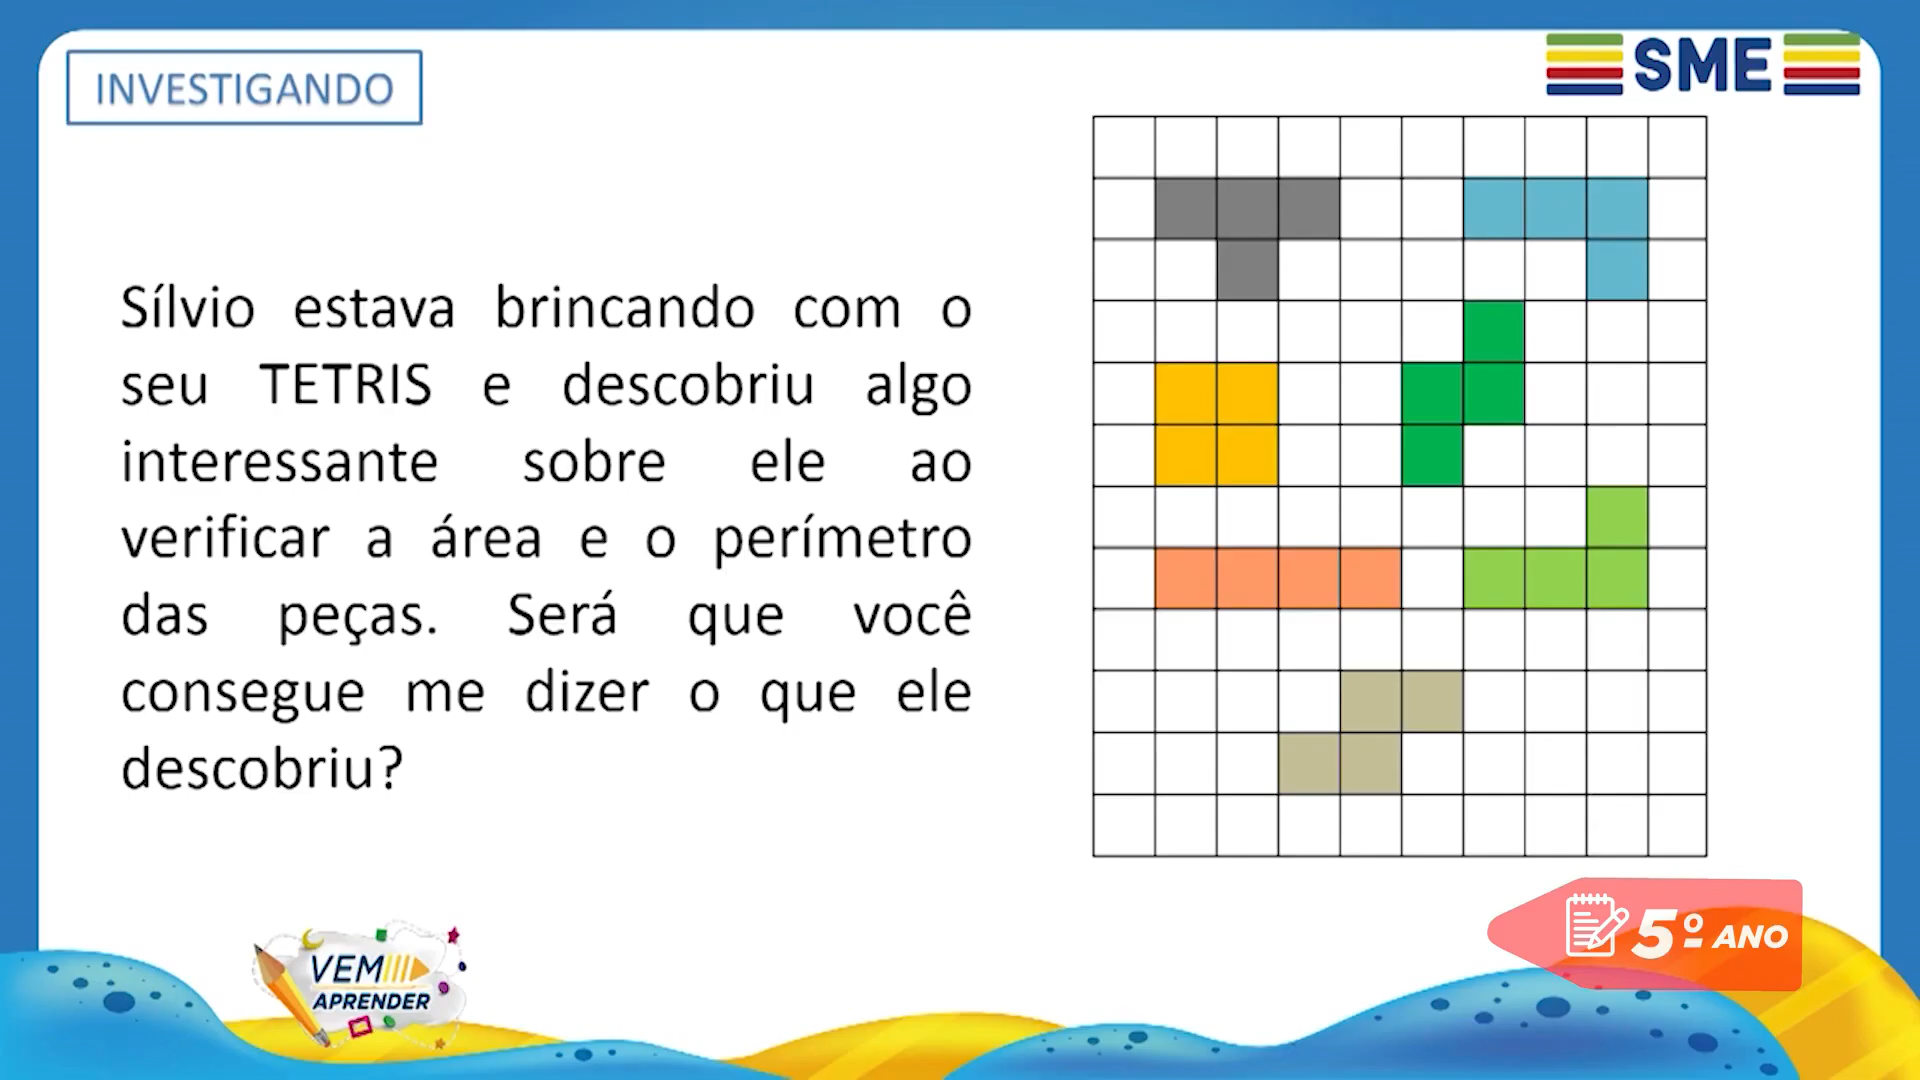 INVESTIGANDO
SME
Sílvio estava brincando com o
seu TETRIS e descobriu algo
interessante sobre ele ao
verificar a área e o perímetro
das peças. Será que você
consegue me dizer o que ele
descobriu?
VEM
APRENDER
5º ANO